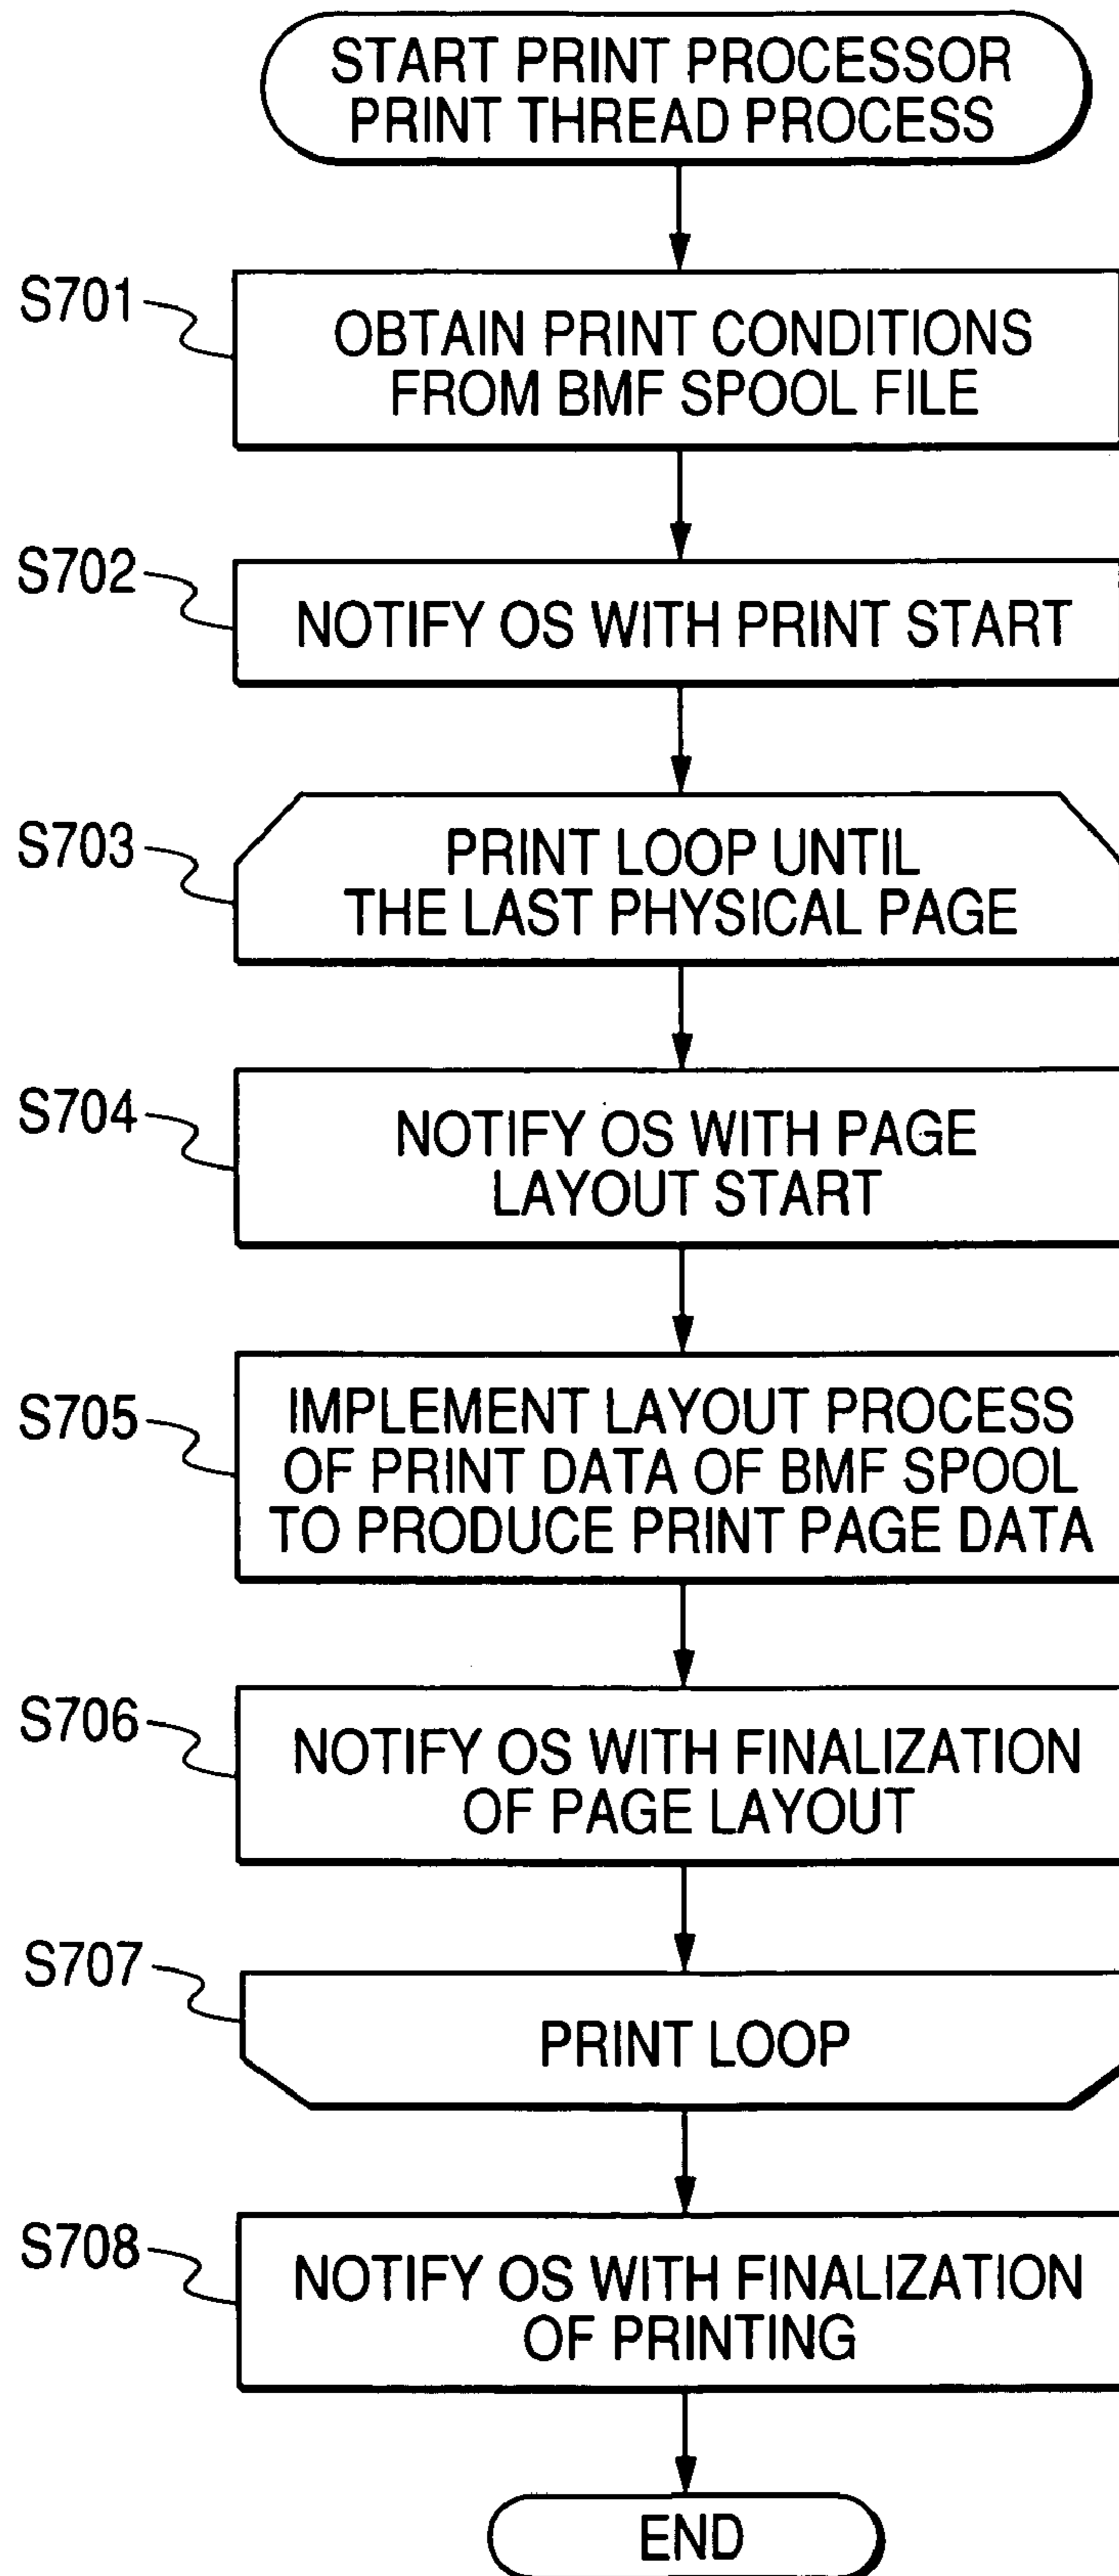 START PRINT PROCESSOR
PRINT THREAD PROCESS
S701
OBTAIN PRINT CONDITIONS
FROM BMF SPOOL FILE
S702
NOTIFY OS WITH PRINT START
S703
PRINT LOOP UNTIL
THE LAST PHYSICAL PAGE
S704
NOTIFY OS WITH PAGE
LAYOUT START
S705
IMPLEMENT LAYOUT PROCESS
OF PRINT DATA OF BMF SPOOL
TO PRODUCE PRINT PAGE DATA
S706
NOTIFY OS WITH FINALIZATION
OF PAGE LAYOUT
S707
PRINT LOOP
S708
NOTIFY OS WITH FINALIZATION
OF PRINTING
END